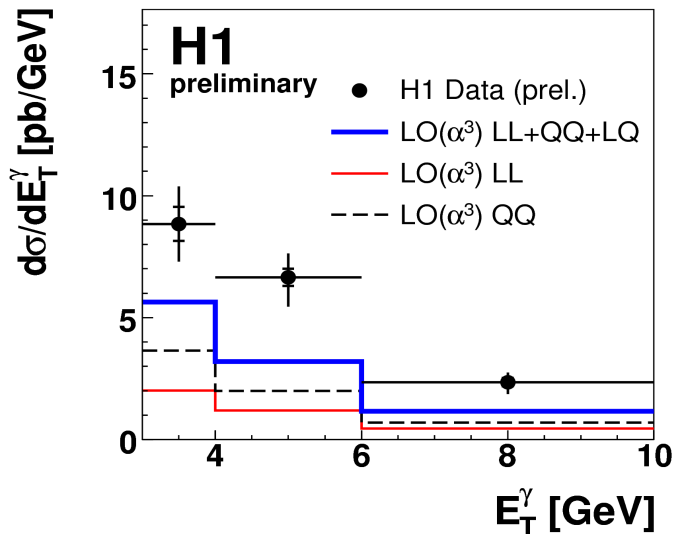 dσ/dE_T^γ [pb/GeV]
15
10
5
0
H1
preliminary
H1 Data (prel.)
LO(α³) LL+QQ+LQ
LO(α³) LL
LO(α³) QQ
4 6 8 10
E_T^γ [GeV]